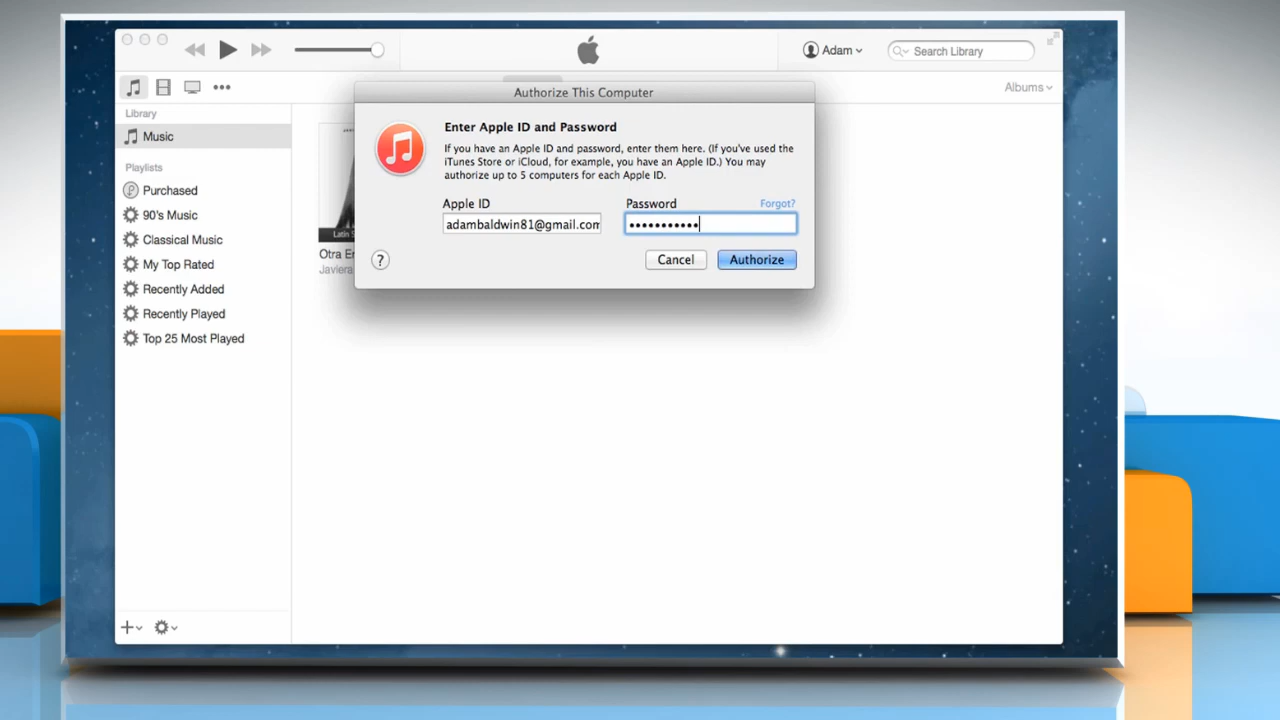 Adam
Search Library
Albums
Library
Music
Playlists
Purchased
90's Music
Classical Music
My Top Rated
Recently Added
Recently Played
Top 25 Most Played
Latin S
Otra E
Javiera
Authorize This Computer
Enter Apple ID and Password
If you have an Apple ID and password, enter them here. (If you've used the
iTunes Store or iCloud, for example, you have an Apple ID.) You may
authorize up to 5 computers for each Apple ID.
Apple ID
Password
Forgot?
adambaldwin81@gmail.com
•••••••••••
?
Cancel
Authorize